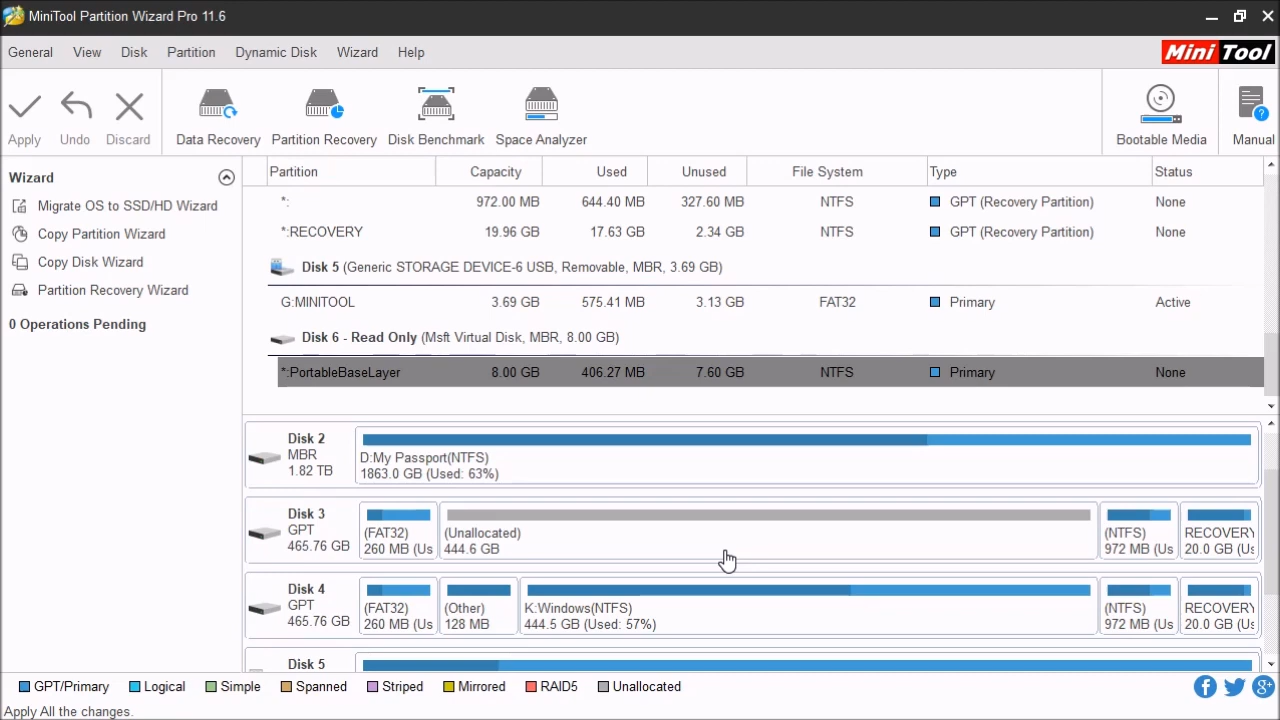 MiniTool Partition Wizard Pro 11.6
General View Disk Partition Dynamic Disk Wizard Help
Mini Tool
Apply Undo Discard Data Recovery Partition Recovery Disk Benchmark Space Analyzer Bootable Media Manual
Wizard
Migrate OS to SSD/HD Wizard
Copy Partition Wizard
Copy Disk Wizard
Partition Recovery Wizard
0 Operations Pending
Partition Capacity Used Unused File System Type Status
*: 972.00 MB 644.40 MB 327.60 MB NTFS GPT (Recovery Partition) None
*:RECOVERY 19.96 GB 17.63 GB 2.34 GB NTFS GPT (Recovery Partition) None
Disk 5 (Generic STORAGE DEVICE-6 USB, Removable, MBR, 3.69 GB)
G:MINITOOL 3.69 GB 575.41 MB 3.13 GB FAT32 Primary Active
Disk 6 - Read Only (Msft Virtual Disk, MBR, 8.00 GB)
*:PortableBaseLayer 8.00 GB 406.27 MB 7.60 GB NTFS Primary None
Disk 2
MBR
1.82 TB
D:My Passport(NTFS)
1863.0 GB (Used: 63%)
Disk 3
GPT
465.76 GB
(FAT32)
260 MB (Us
(Unallocated)
444.6 GB
(NTFS)
972 MB (Us
RECOVERY
20.0 GB (Us
Disk 4
GPT
465.76 GB
(FAT32)
260 MB (Us
(Other)
128 MB
K:Windows(NTFS)
444.5 GB (Used: 57%)
(NTFS)
972 MB (Us
RECOVERY
20.0 GB (Us
Disk 5
GPT/Primary Logical Simple Spanned Striped Mirrored RAID5 Unallocated
Apply All the changes.